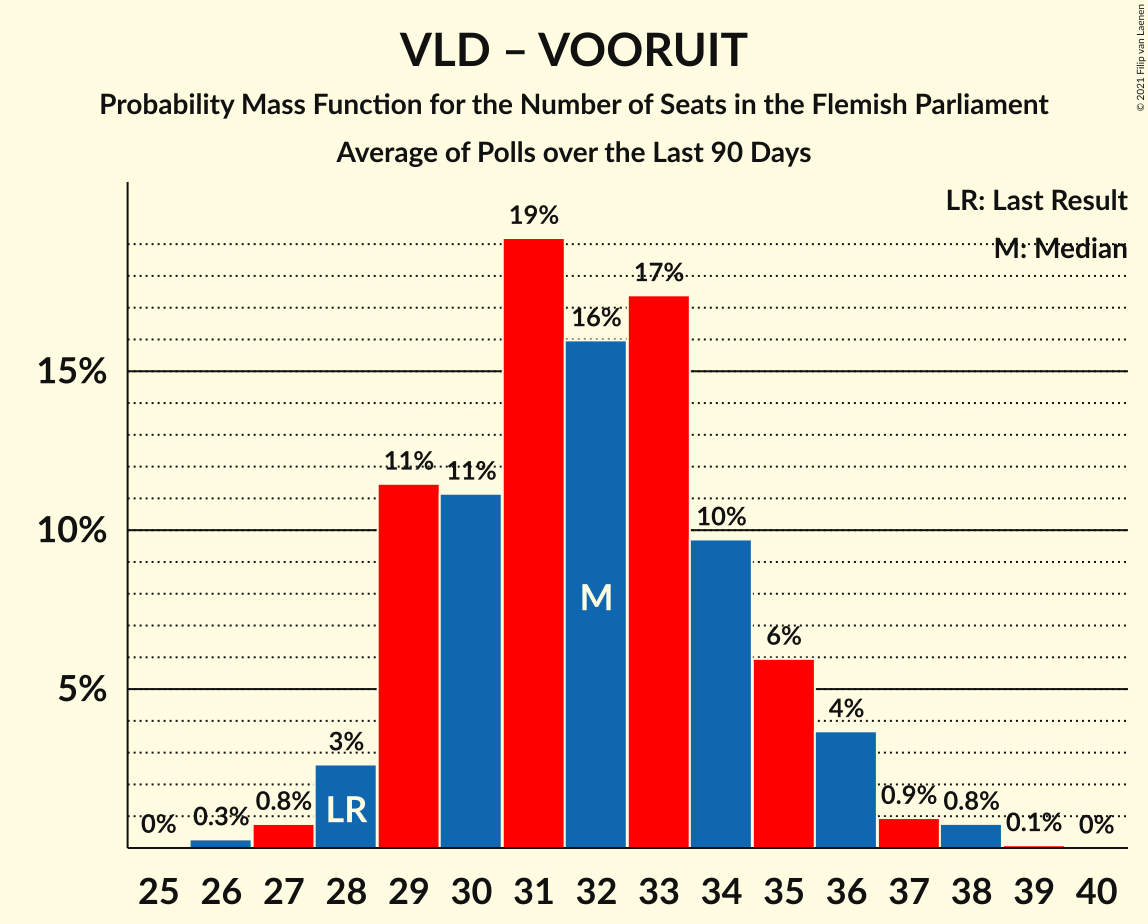 VLD – VOORUIT
Probability Mass Function for the Number of Seats in the Flemish Parliament
Average of Polls over the Last 90 Days
© 2021 Filip van Laenen
LR: Last Result
M: Median
15%
10%
5%
0%
0.3%
0.8%
3%
11%
11%
19%
16%
17%
10%
6%
4%
0.9%
0.8%
0.1%
0%
LR
M
25 26 27 28 29 30 31 32 33 34 35 36 37 38 39 40